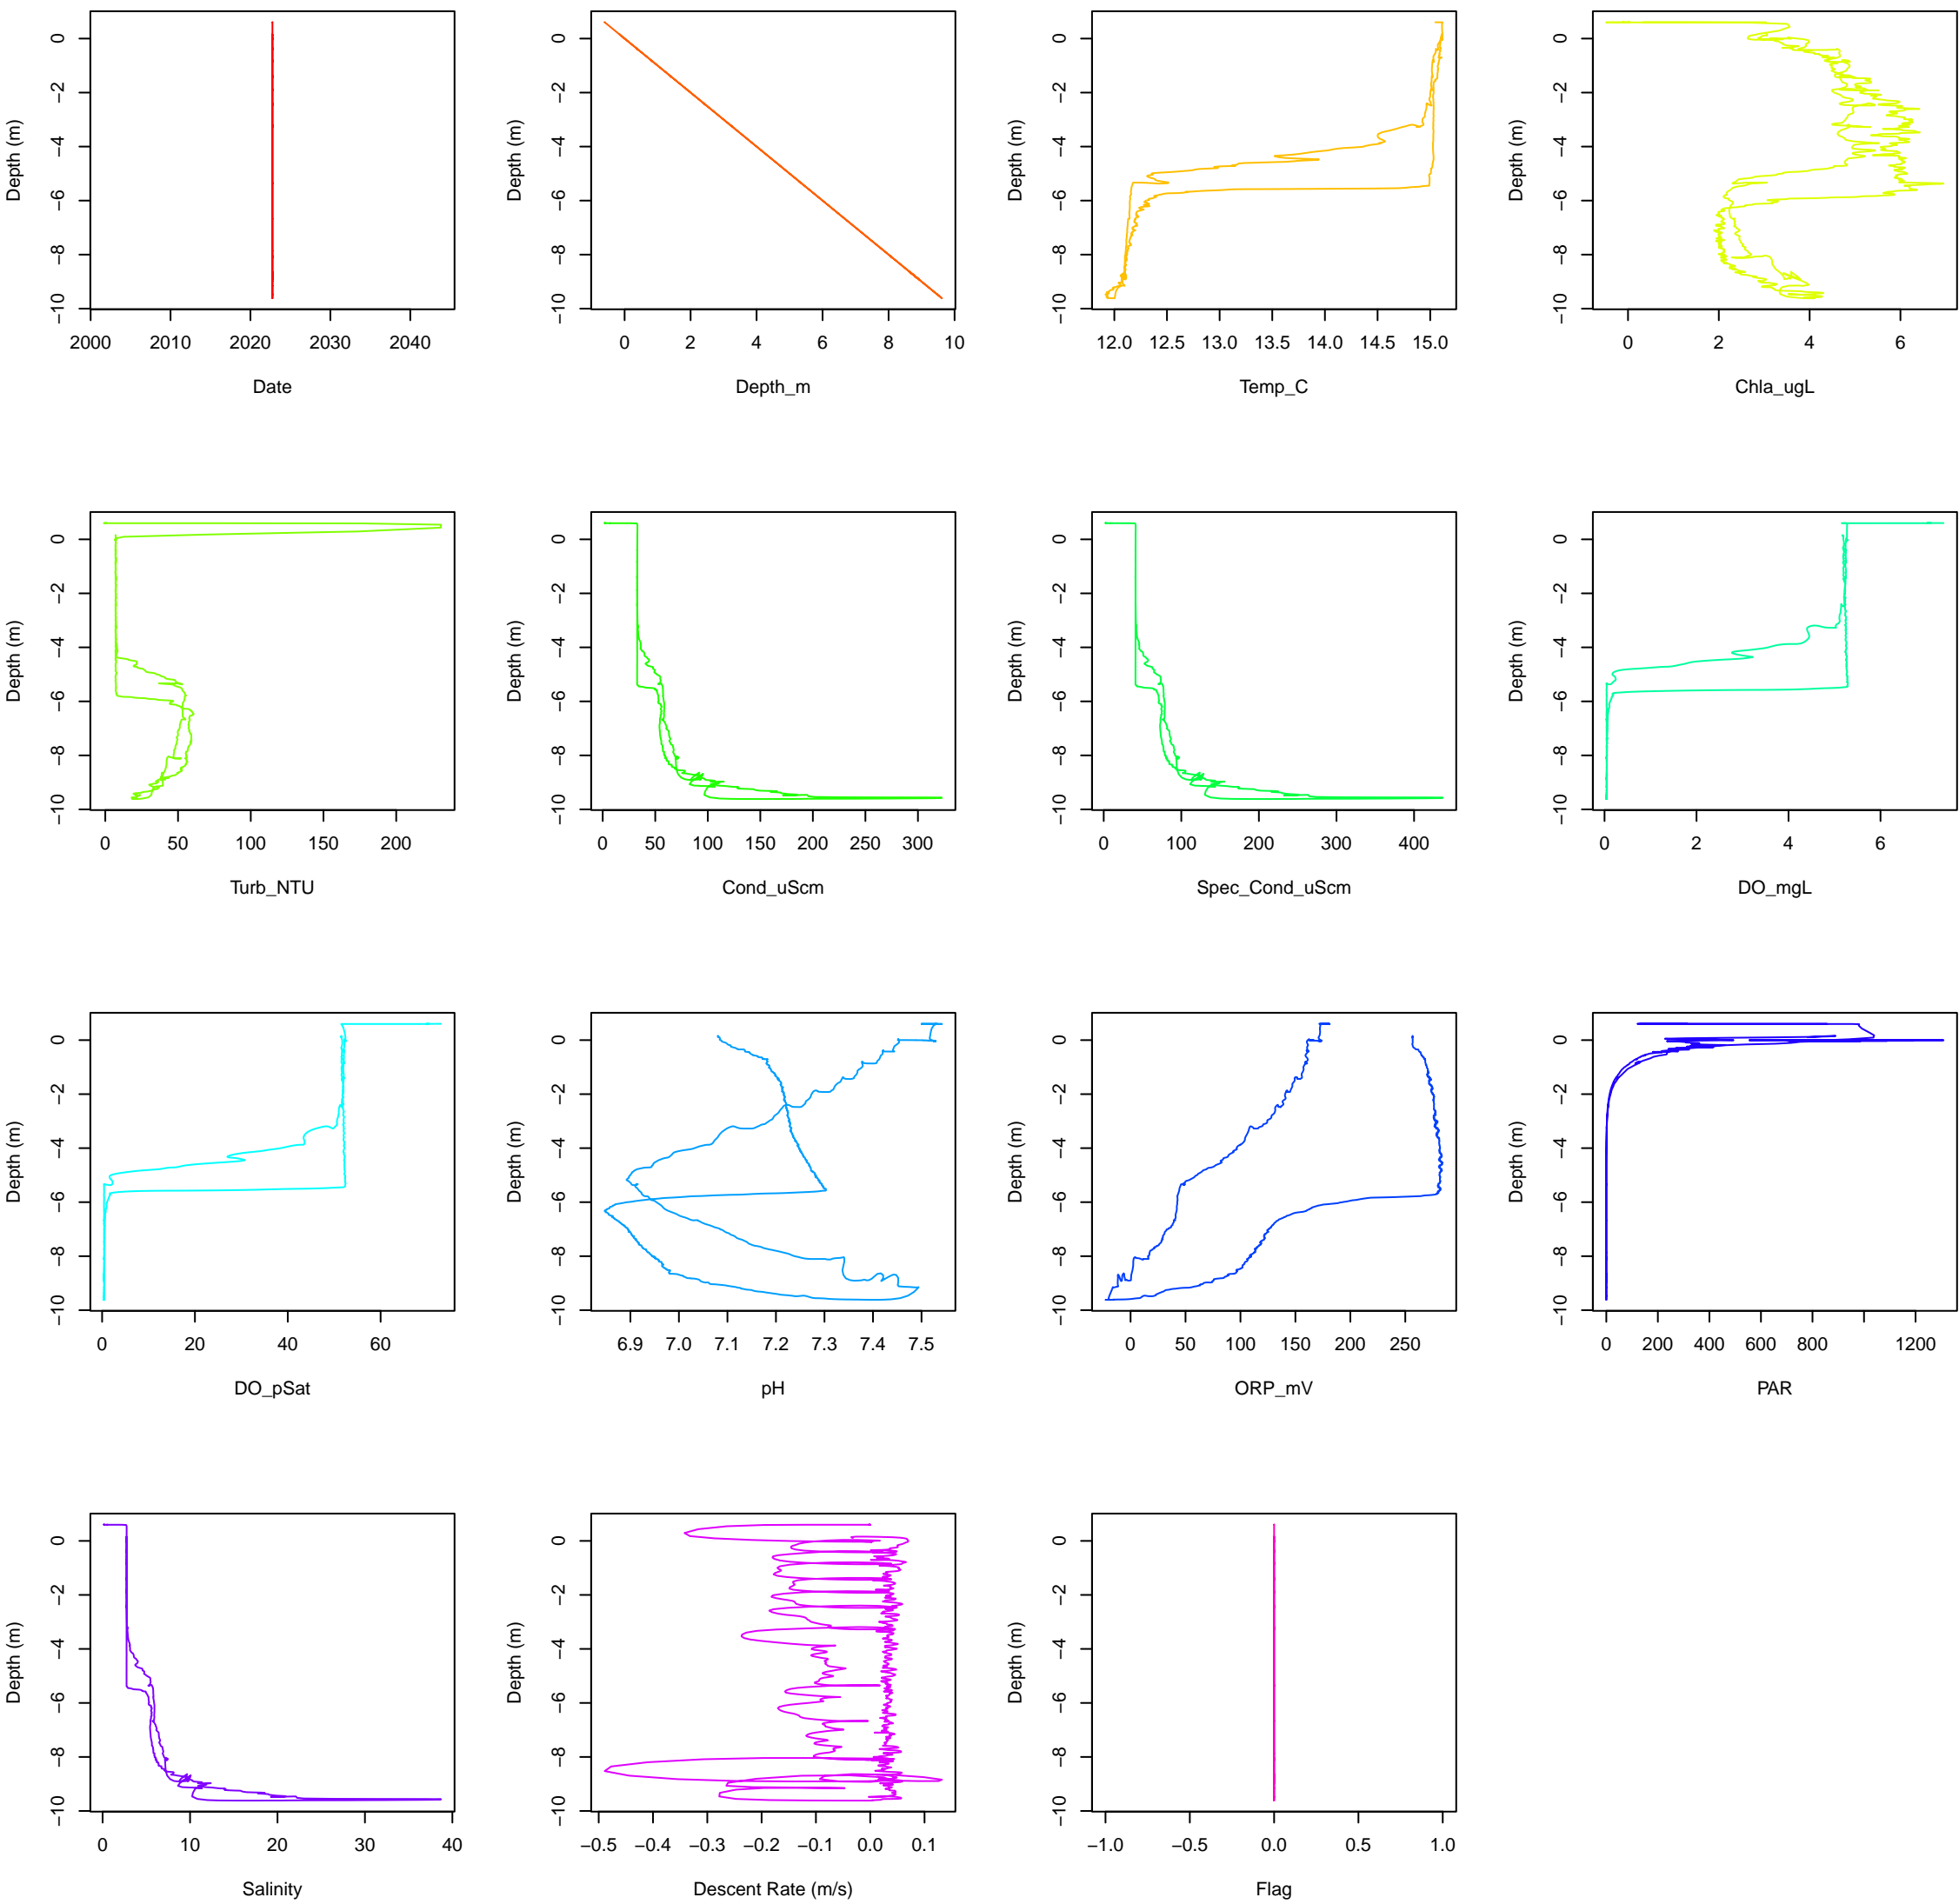 Depth (m)
0
−2
−4
−6
−8
−10
2000 2010 2020 2030 2040
Date
Depth (m)
0
−2
−4
−6
−8
−10
0 2 4 6 8 10
Depth_m
Depth (m)
0
−2
−4
−6
−8
−10
12.0 12.5 13.0 13.5 14.0 14.5 15.0
Temp_C
Depth (m)
0
−2
−4
−6
−8
−10
0 2 4 6
Chla_ugL
Depth (m)
0
−2
−4
−6
−8
−10
0 50 100 150 200
Turb_NTU
Depth (m)
0
−2
−4
−6
−8
−10
0 50 100 150 200 250 300
Cond_uScm
Depth (m)
0
−2
−4
−6
−8
−10
0 100 200 300 400
Spec_Cond_uScm
Depth (m)
0
−2
−4
−6
−8
−10
0 2 4 6
DO_mgL
Depth (m)
0
−2
−4
−6
−8
−10
0 20 40 60
DO_pSat
Depth (m)
0
−2
−4
−6
−8
−10
6.9 7.0 7.1 7.2 7.3 7.4 7.5
pH
Depth (m)
0
−2
−4
−6
−8
−10
0 50 100 150 200 250
ORP_mV
Depth (m)
0
−2
−4
−6
−8
−10
0 200 400 600 800 1200
PAR
Depth (m)
0
−2
−4
−6
−8
−10
0 10 20 30 40
Salinity
Depth (m)
0
−2
−4
−6
−8
−10
−0.5 −0.4 −0.3 −0.2 −0.1 0.0 0.1
Descent Rate (m/s)
Depth (m)
0
−2
−4
−6
−8
−10
−1.0 −0.5 0.0 0.5 1.0
Flag